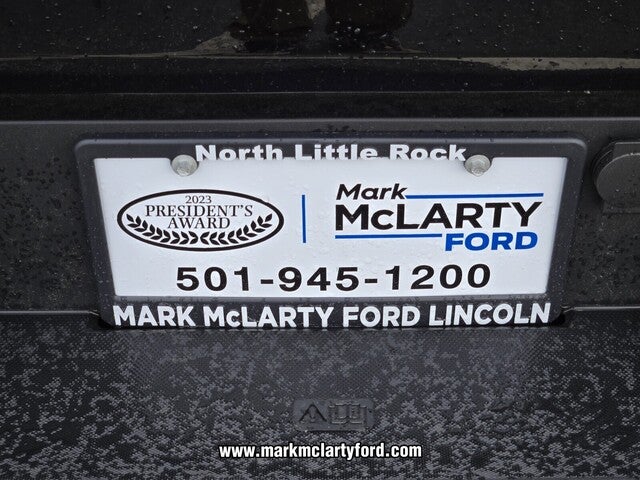 North Little Rock
2023
PRESIDENT'S
AWARD
Mark
McLARTY
FORD
501-945-1200
MARK McLARTY FORD LINCOLN
www.markmclartyford.com